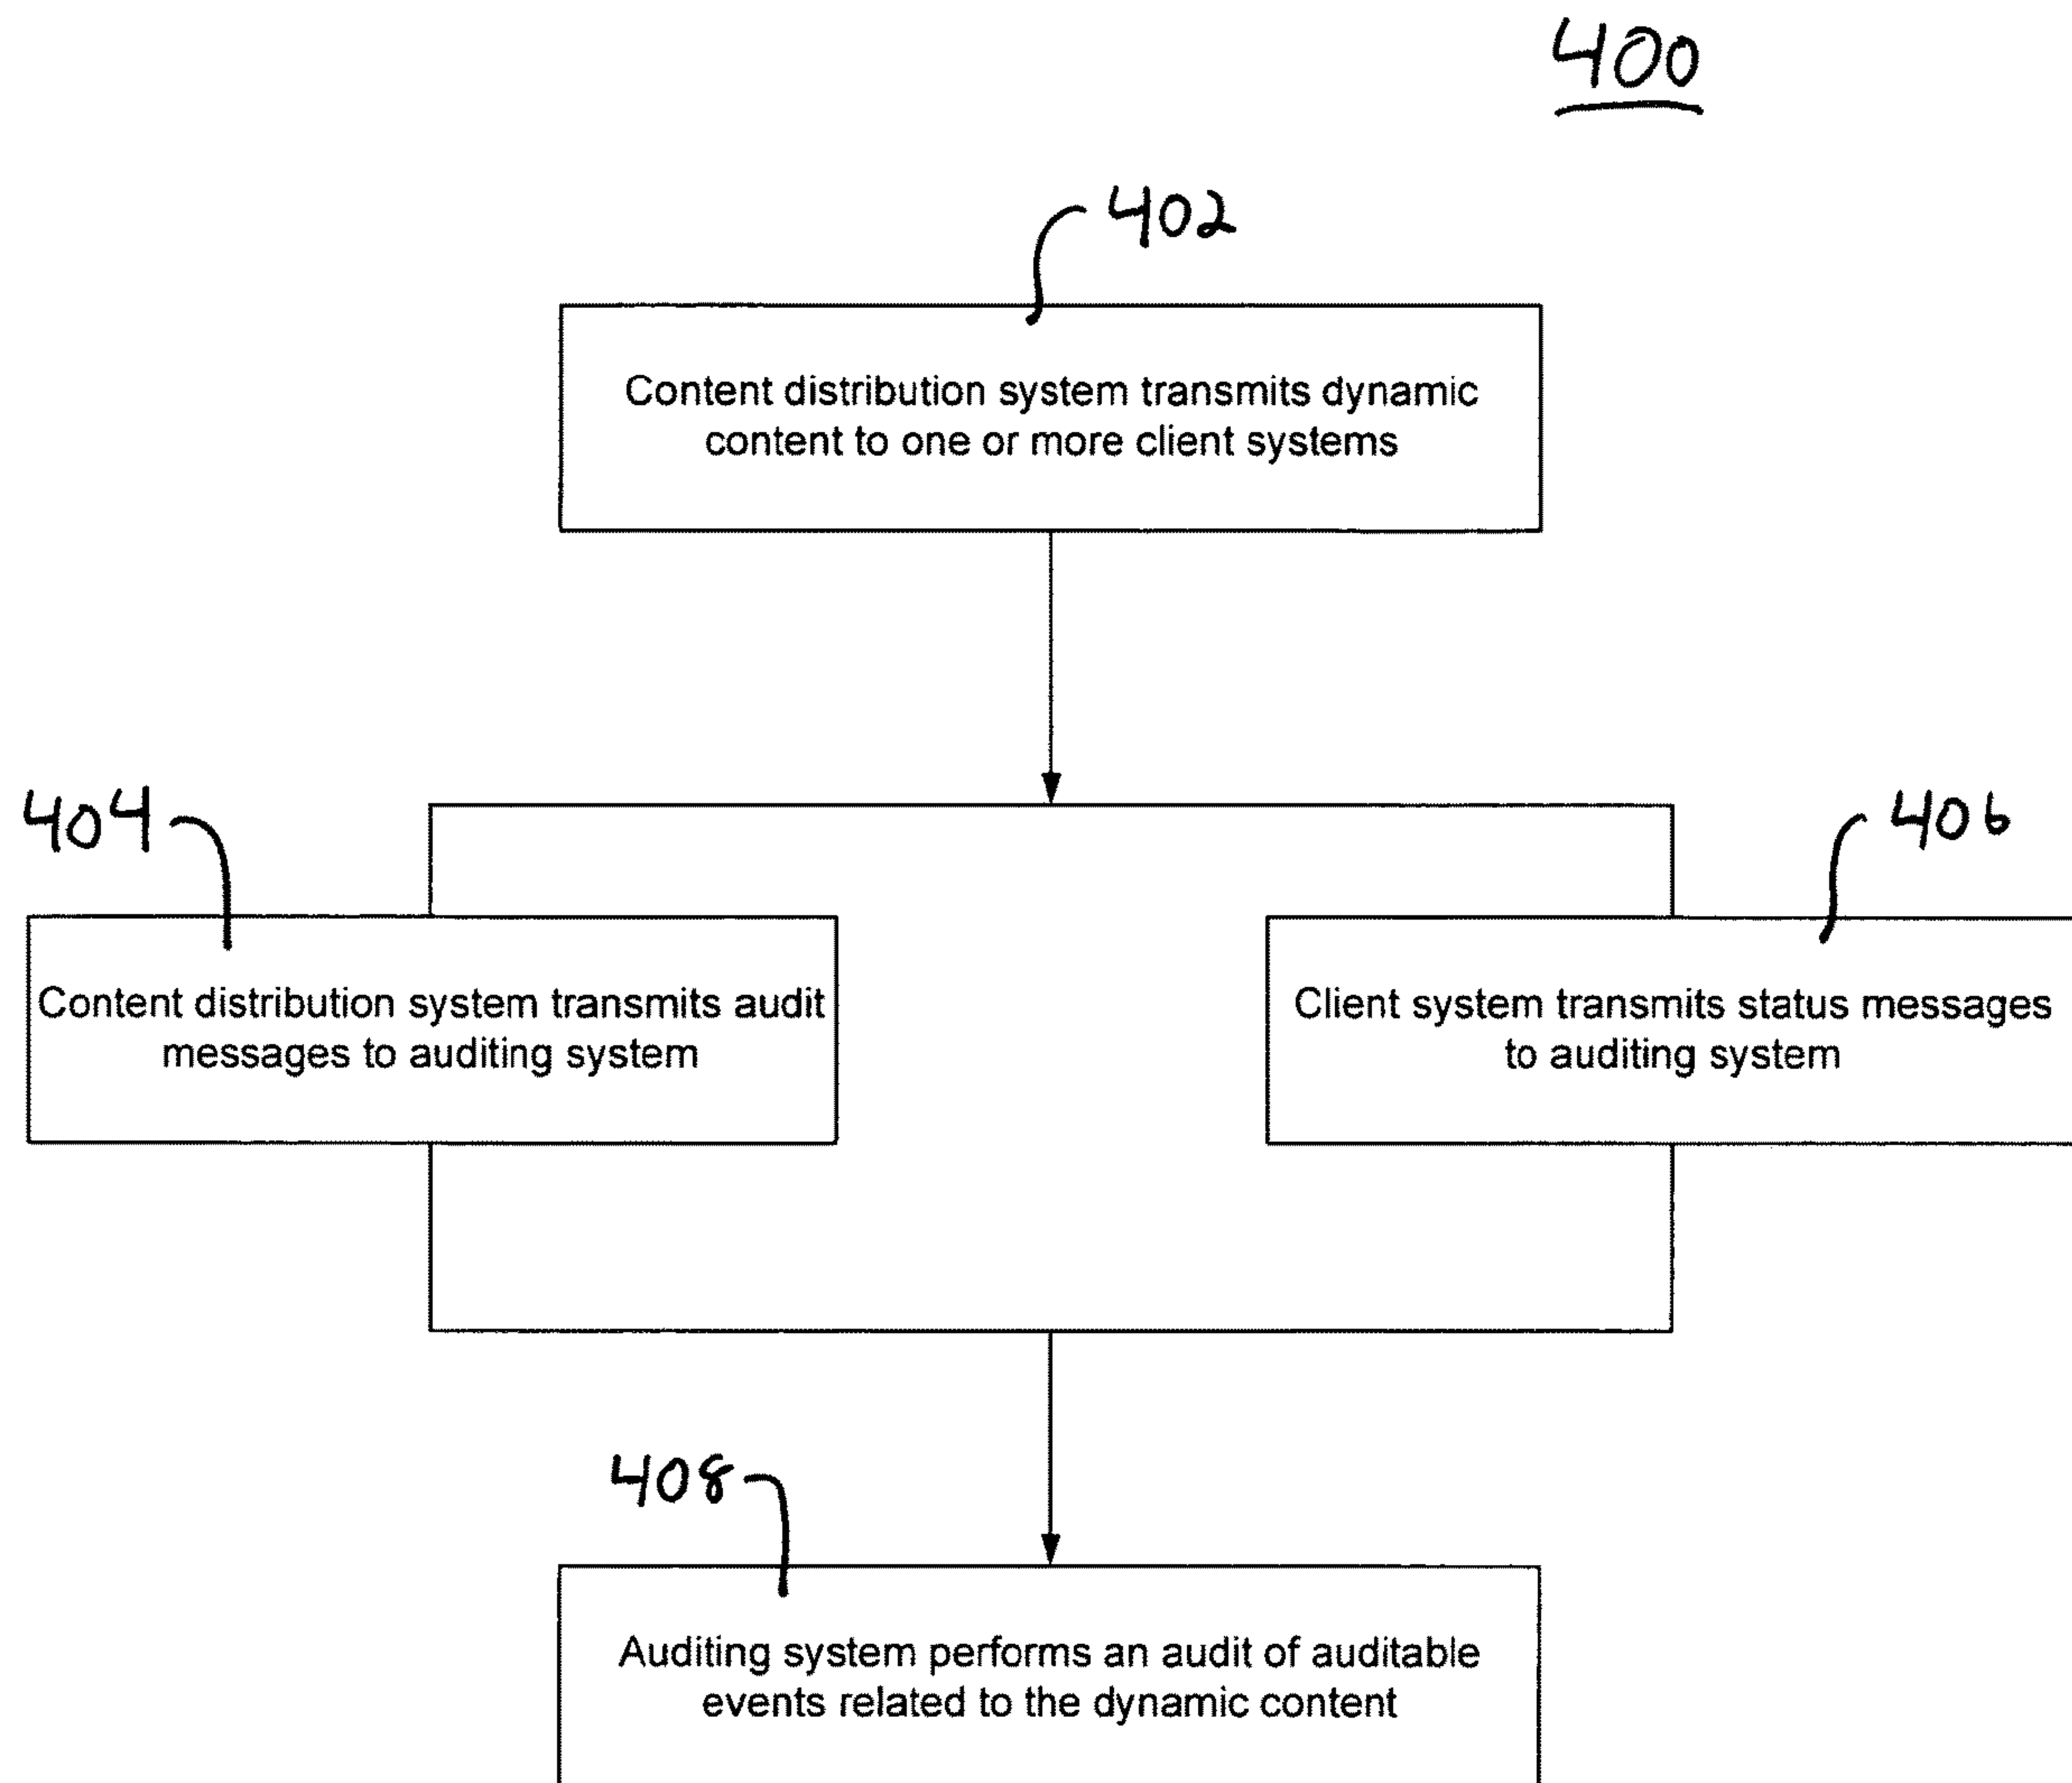 400
402
Content distribution system transmits dynamic
content to one or more client systems
404
406
Content distribution system transmits audit
messages to auditing system
Client system transmits status messages
to auditing system
408
Auditing system performs an audit of auditable
events related to the dynamic content